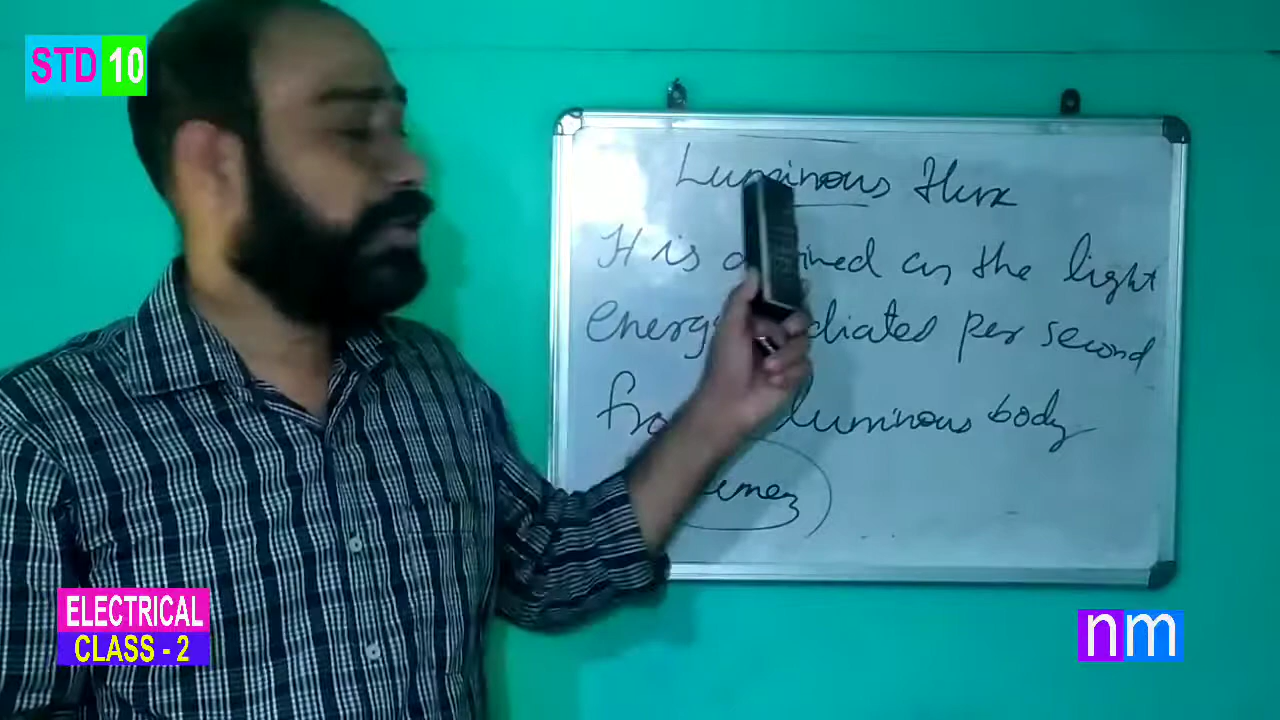 STD 10
Luminous Flux
It is defined as the light
energy radiated per second
from luminous body
ELECTRICAL
CLASS - 2
nm